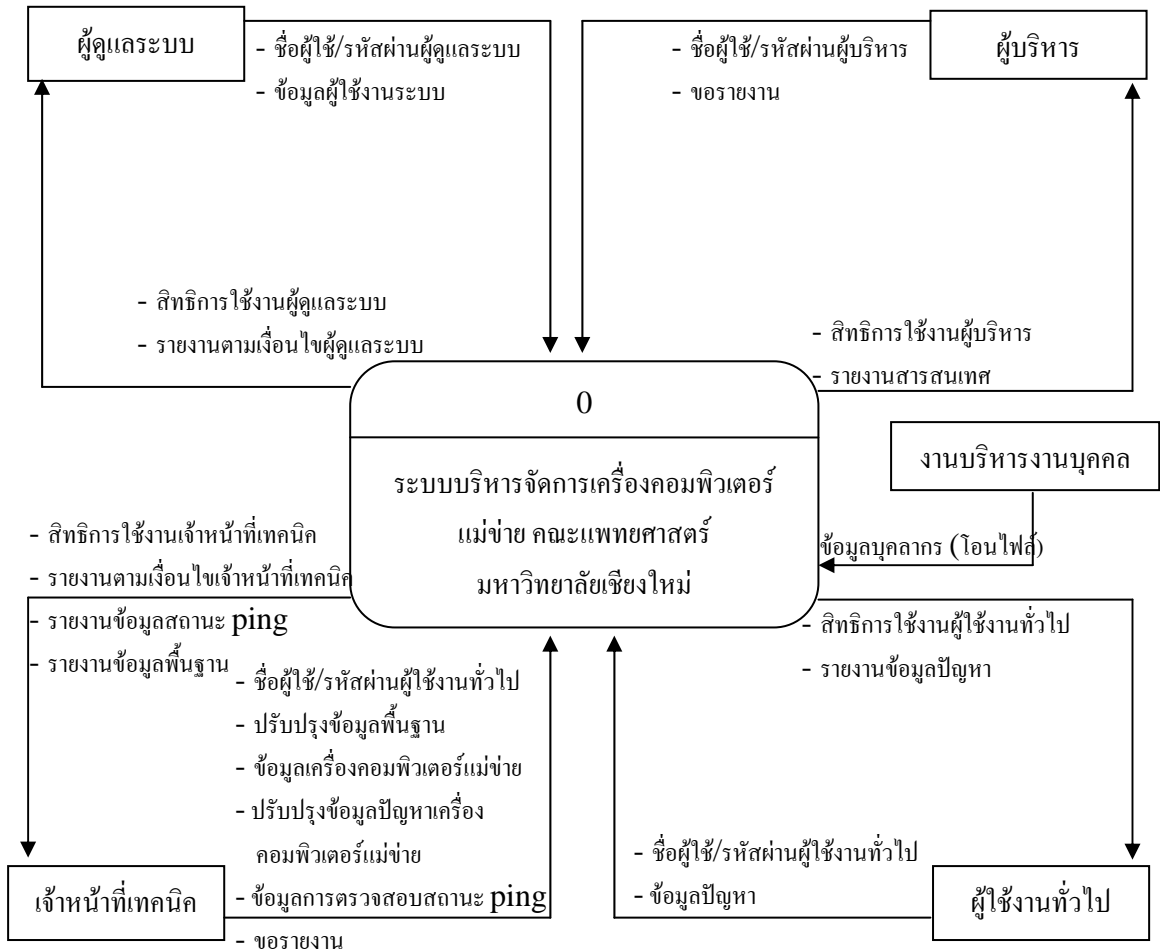 ผู้ดูแลระบบ
- ชื่อผู้ใช้/รหัสผ่านผู้ดูแลระบบ
- ข้อมูลผู้ใช้งานระบบ
- ชื่อผู้ใช้/รหัสผ่านผู้บริหาร
- ขอรายงาน
ผู้บริหาร
- สิทธิการใช้งานผู้ดูแลระบบ
- รายงานตามเงื่อนไขผู้ดูแลระบบ
- สิทธิการใช้งานผู้บริหาร
- รายงานสารสนเทศ
0
ระบบบริหารจัดการเครื่องคอมพิวเตอร์
แม่ข่าย คณะแพทยศาสตร์
มหาวิทยาลัยเชียงใหม่
งานบริหารงานบุคคล
ข้อมูลบุคลากร (โอนไฟล์)
- สิทธิการใช้งานเจ้าหน้าที่เทคนิค
- รายงานตามเงื่อนไขเจ้าหน้าที่เทคนิค
- รายงานข้อมูลสถานะ ping
- รายงานข้อมูลพื้นฐาน
- สิทธิการใช้งานผู้ใช้งานทั่วไป
- รายงานข้อมูลปัญหา
- ชื่อผู้ใช้/รหัสผ่านผู้ใช้งานทั่วไป
- ปรับปรุงข้อมูลพื้นฐาน
- ข้อมูลเครื่องคอมพิวเตอร์แม่ข่าย
- ปรับปรุงข้อมูลปัญหาเครื่อง
คอมพิวเตอร์แม่ข่าย
- ข้อมูลการตรวจสอบสถานะ ping
- ขอรายงาน
เจ้าหน้าที่เทคนิค
- ชื่อผู้ใช้/รหัสผ่านผู้ใช้งานทั่วไป
- ข้อมูลปัญหา
ผู้ใช้งานทั่วไป